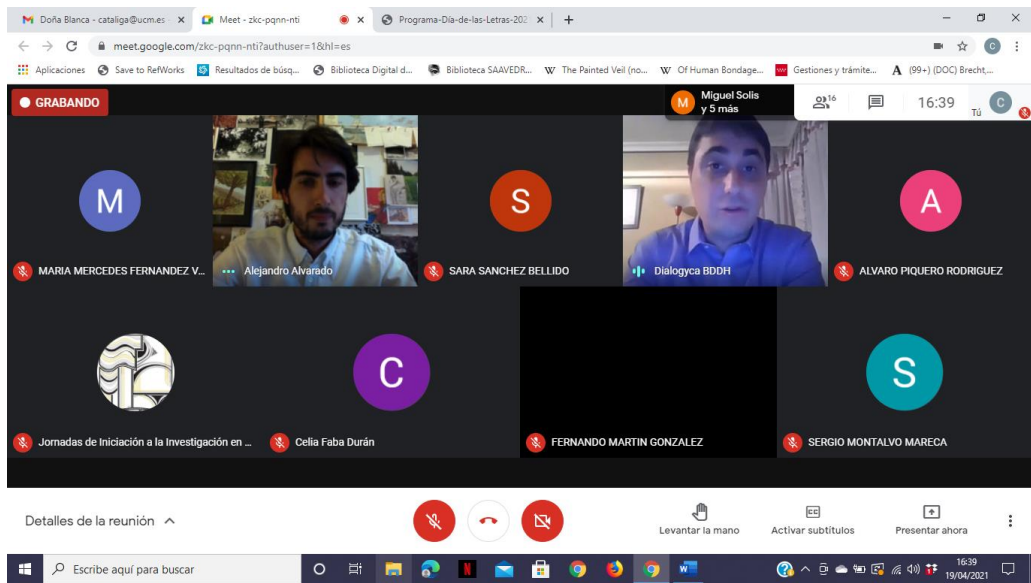 Doña Blanca - cataliga@ucm.es
Meet - zkc-pqnn-nti
Programa-Día-de-las-Letras-202
meet.google.com/zkc-pqnn-nti?authuser=1&hl=es
C
Aplicaciones
Save to RefWorks
Resultados de búsq...
Biblioteca Digital d...
Biblioteca SAAVEDR...
W The Painted Veil (no...
W Of Human Bondage...
Gestiones y trámite...
A (99+) (DOC) Brecht,...
GRABANDO
M
Miguel Solis
y 5 más
16
16:39
Tú
C
M
MARIA MERCEDES FERNANDEZ V...
Alejandro Alvarado
S
SARA SANCHEZ BELLIDO
Dialogyca BDDH
A
ALVARO PIQUERO RODRIGUEZ
Jornadas de Iniciación a la Investigación en ...
C
Celia Faba Durán
FERNANDO MARTIN GONZALEZ
S
SERGIO MONTALVO MARECA
Detalles de la reunión
Levantar la mano
CC
Activar subtítulos
Presentar ahora
Escribe aquí para buscar
N
W
16:39
19/04/2021